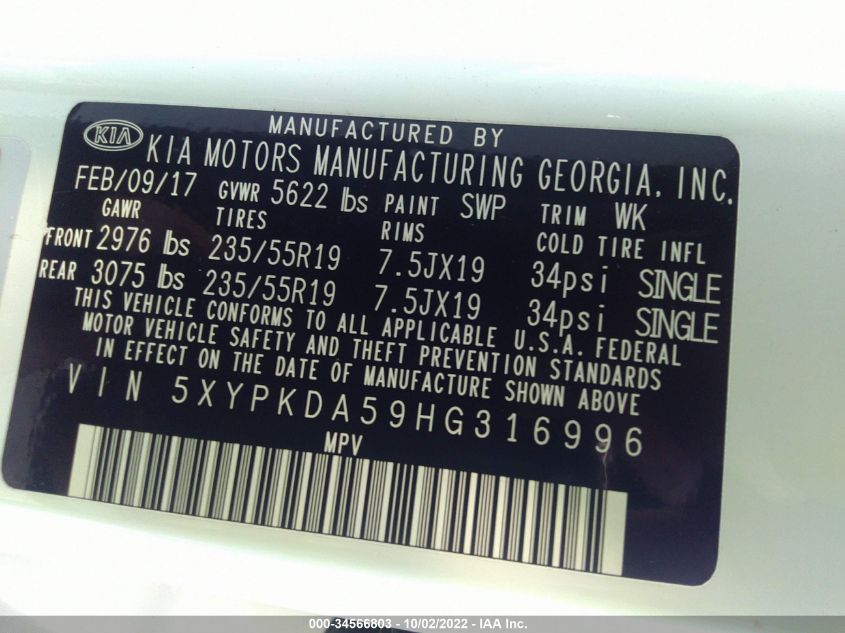 MANUFACTURED BY
KIA KIA MOTORS MANUFACTURING GEORGIA, INC.
FEB/09/17 GVWR 5622 lbs PAINT SWP TRIM WK
GAWR TIRES RIMS COLD TIRE INFL
FRONT 2976 lbs 235/55R19 7.5JX19 34psi SINGLE
REAR 3075 lbs 235/55R19 7.5JX19 34psi SINGLE
THIS VEHICLE CONFORMS TO ALL APPLICABLE U.S.A. FEDERAL
MOTOR VEHICLE SAFETY AND THEFT PREVENTION STANDARDS
IN EFFECT ON THE DATE OF MANUFACTURE SHOWN ABOVE
VIN 5XYPKDA59HG316996
MPV
000-34566803 - 10/02/2022 - IAA Inc.